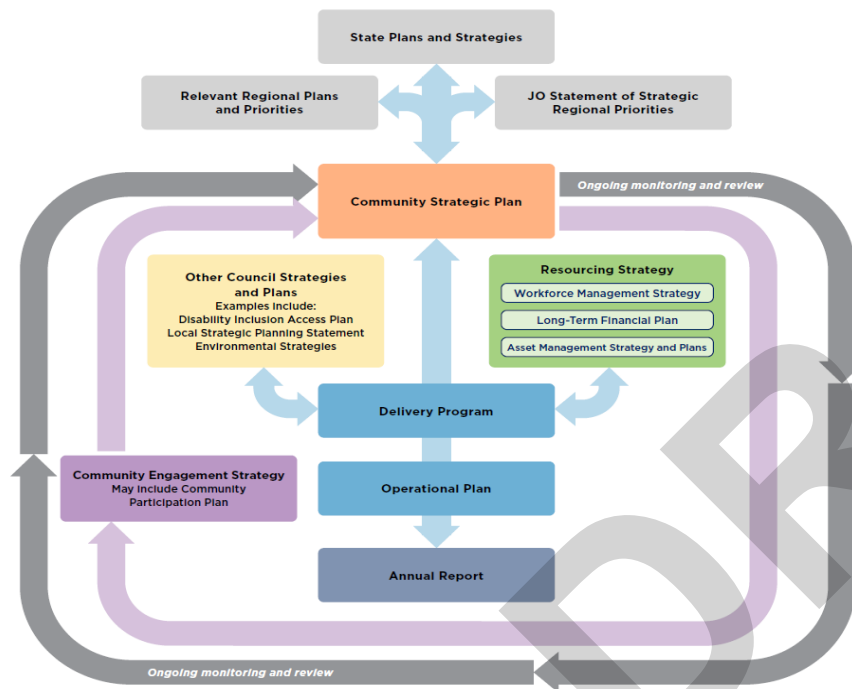 State Plans and Strategies
Relevant Regional Plans
and Priorities
JO Statement of Strategic
Regional Priorities
Community Strategic Plan
Ongoing monitoring and review
Other Council Strategies
and Plans
Examples include:
Disability Inclusion Access Plan
Local Strategic Planning Statement
Environmental Strategies
Resourcing Strategy
Workforce Management Strategy
Long-Term Financial Plan
Asset Management Strategy and Plans
Delivery Program
Community Engagement Strategy
May Include Community
Participation Plan
Operational Plan
Annual Report
Ongoing monitoring and review
DR